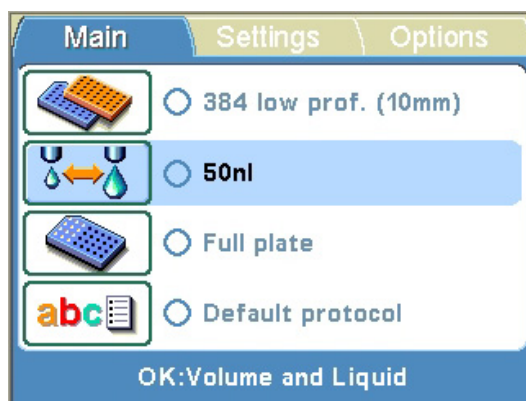 Main Settings Options
384 low prof. (10mm)
50nl
Full plate
abc Default protocol
OK:Volume and Liquid